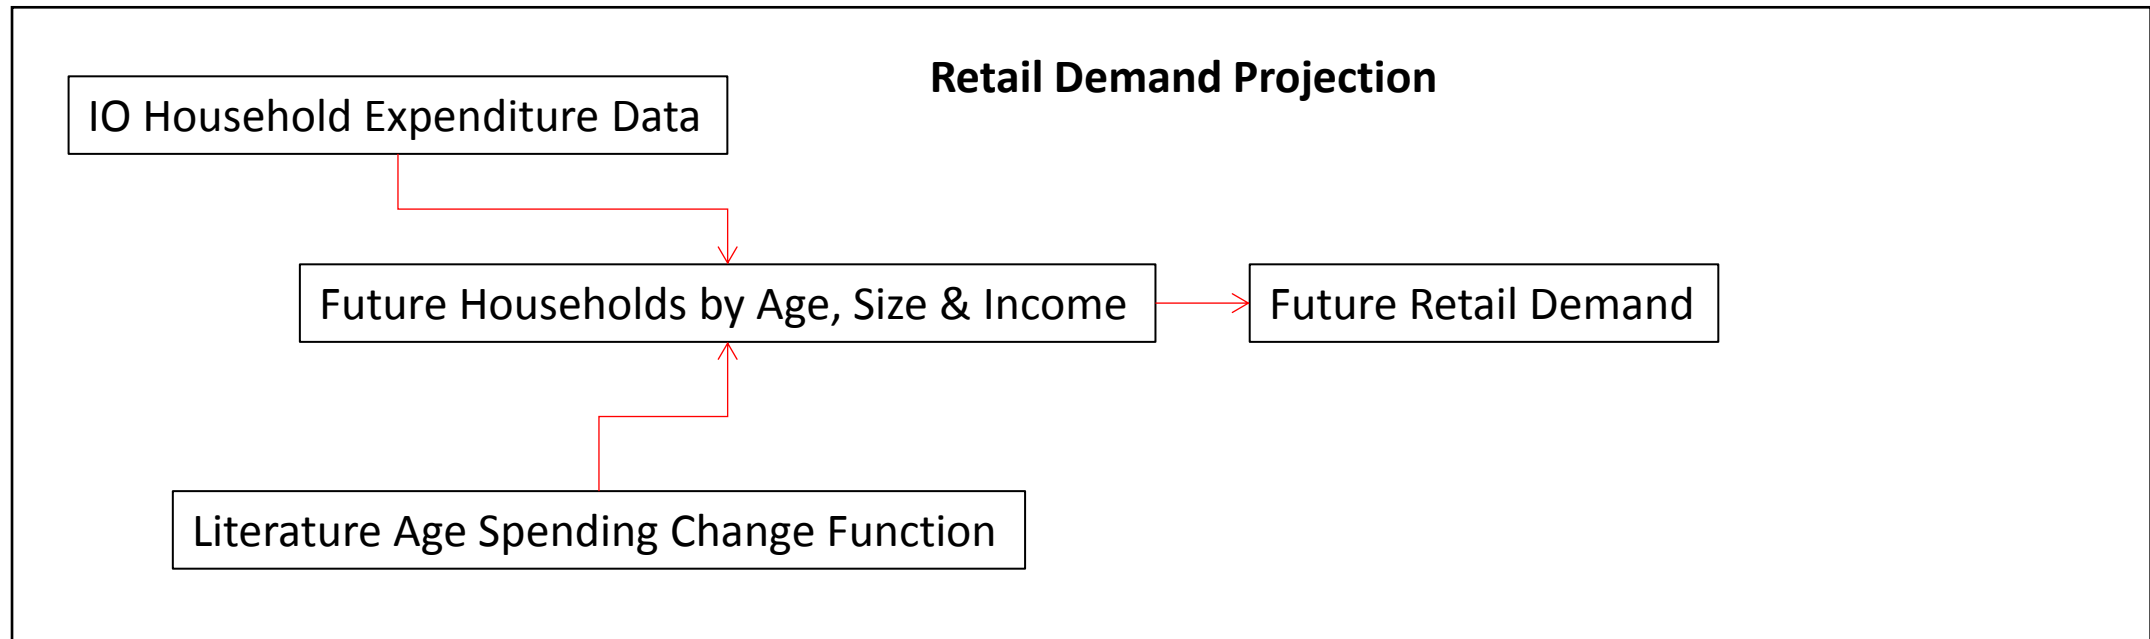 Retail Demand Projection
IO Household Expenditure Data
Future Households by Age, Size & Income
Future Retail Demand
Literature Age Spending Change Function